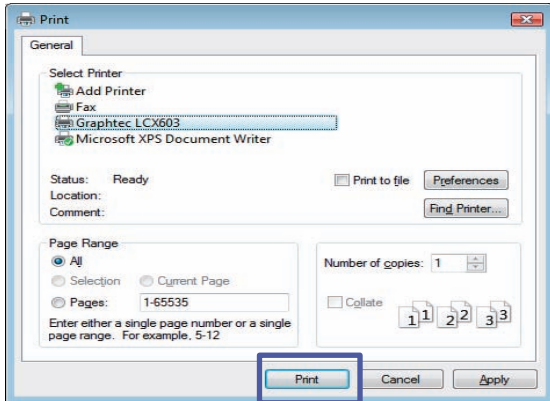 Print
General
Select Printer
Add Printer
Fax
Graphtec LCX603
Microsoft XPS Document Writer
Status: Ready
Print to file
Preferences
Location:
Comment:
Find Printer...
Page Range
All
Selection
Current Page
Pages: 1-65535
Enter either a single page number or a single
page range. For example, 5-12
Number of copies: 1
Collate
1 1 2 2 3 3
Print
Cancel
Apply